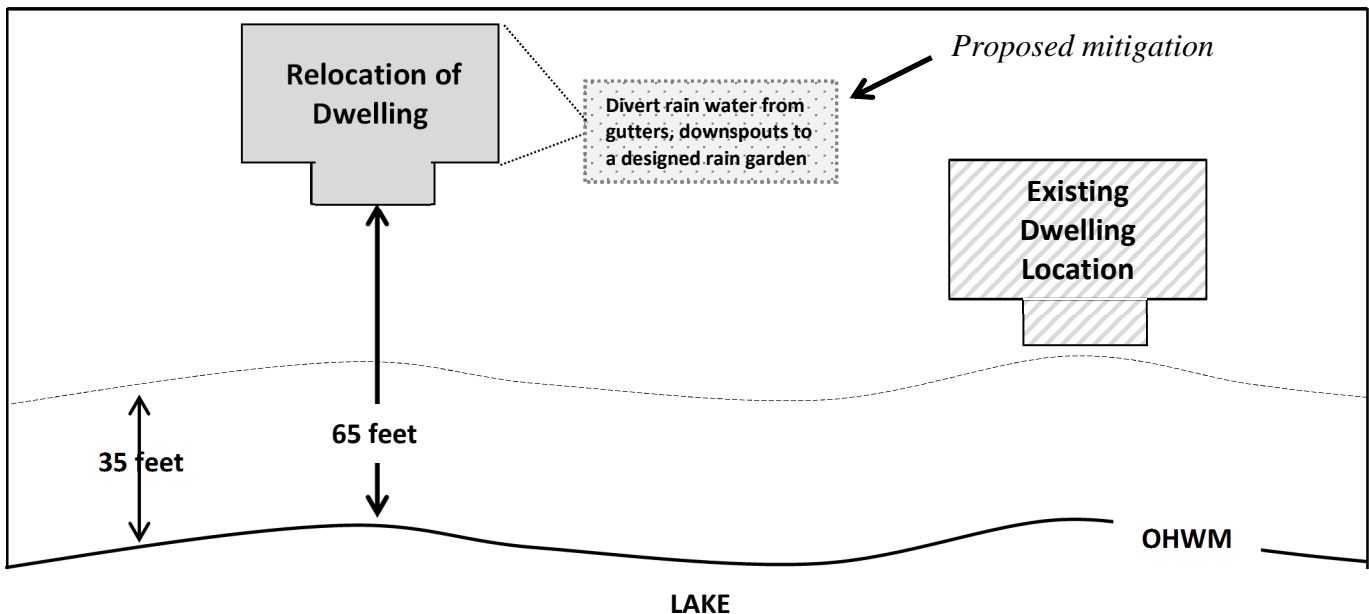 Proposed mitigation
Relocation of
Dwelling
Divert rain water from
gutters, downspouts to
a designed rain garden
Existing
Dwelling
Location
65 feet
35 feet
OHWM
LAKE